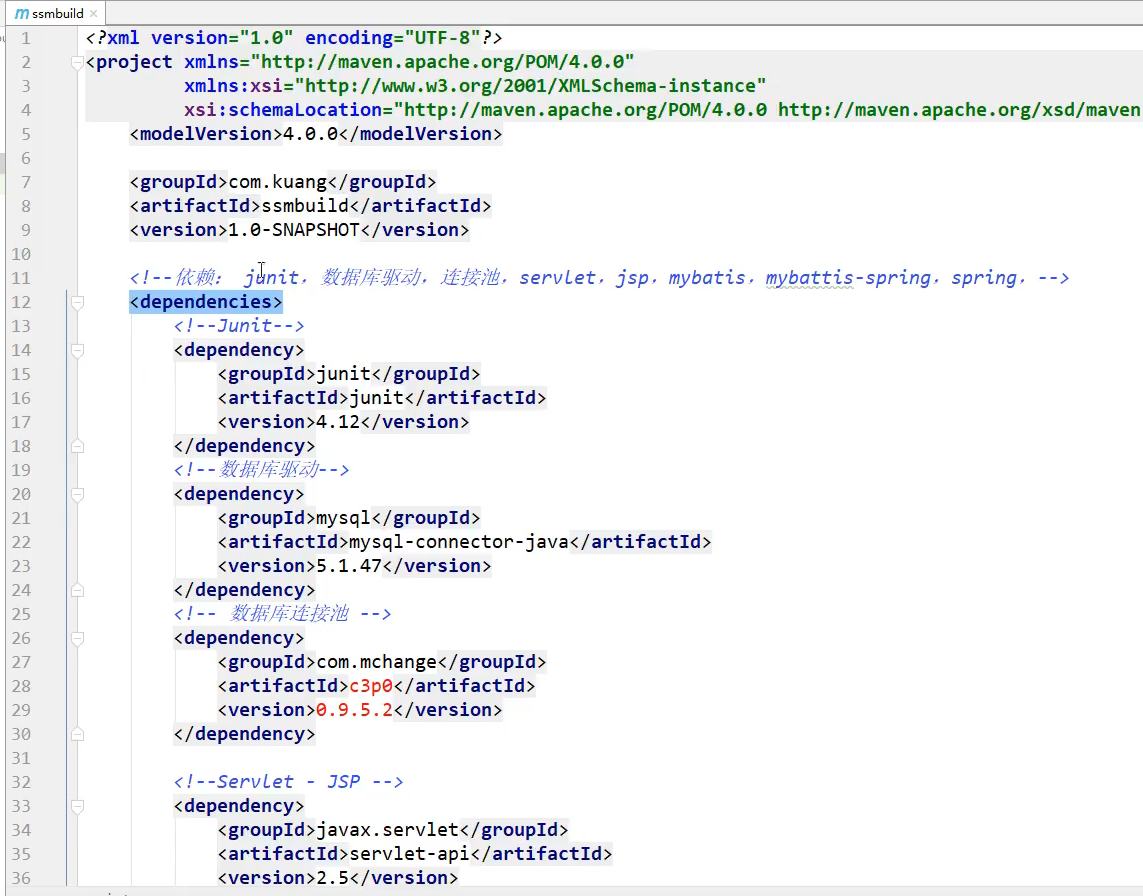 ssmbuild
1 <?xml version="1.0" encoding="UTF-8"?>
2 <project xmlns="http://maven.apache.org/POM/4.0.0"
3 xmlns:xsi="http://www.w3.org/2001/XMLSchema-instance"
4 xsi:schemaLocation="http://maven.apache.org/POM/4.0.0 http://maven.apache.org/xsd/maven
5 <modelVersion>4.0.0</modelVersion>
6
7 <groupId>com.kuang</groupId>
8 <artifactId>ssmbuild</artifactId>
9 <version>1.0-SNAPSHOT</version>
10
11 <!--依赖： junit，数据库驱动，连接池，servlet，jsp，mybatis，mybattis-spring，spring，-->
12 <dependencies>
13 <!--Junit-->
14 <dependency>
15 <groupId>junit</groupId>
16 <artifactId>junit</artifactId>
17 <version>4.12</version>
18 </dependency>
19 <!--数据库驱动-->
20 <dependency>
21 <groupId>mysql</groupId>
22 <artifactId>mysql-connector-java</artifactId>
23 <version>5.1.47</version>
24 </dependency>
25 <!-- 数据库连接池 -->
26 <dependency>
27 <groupId>com.mchange</groupId>
28 <artifactId>c3p0</artifactId>
29 <version>0.9.5.2</version>
30 </dependency>
31
32 <!--Servlet - JSP -->
33 <dependency>
34 <groupId>javax.servlet</groupId>
35 <artifactId>servlet-api</artifactId>
36 <version>2.5</version>